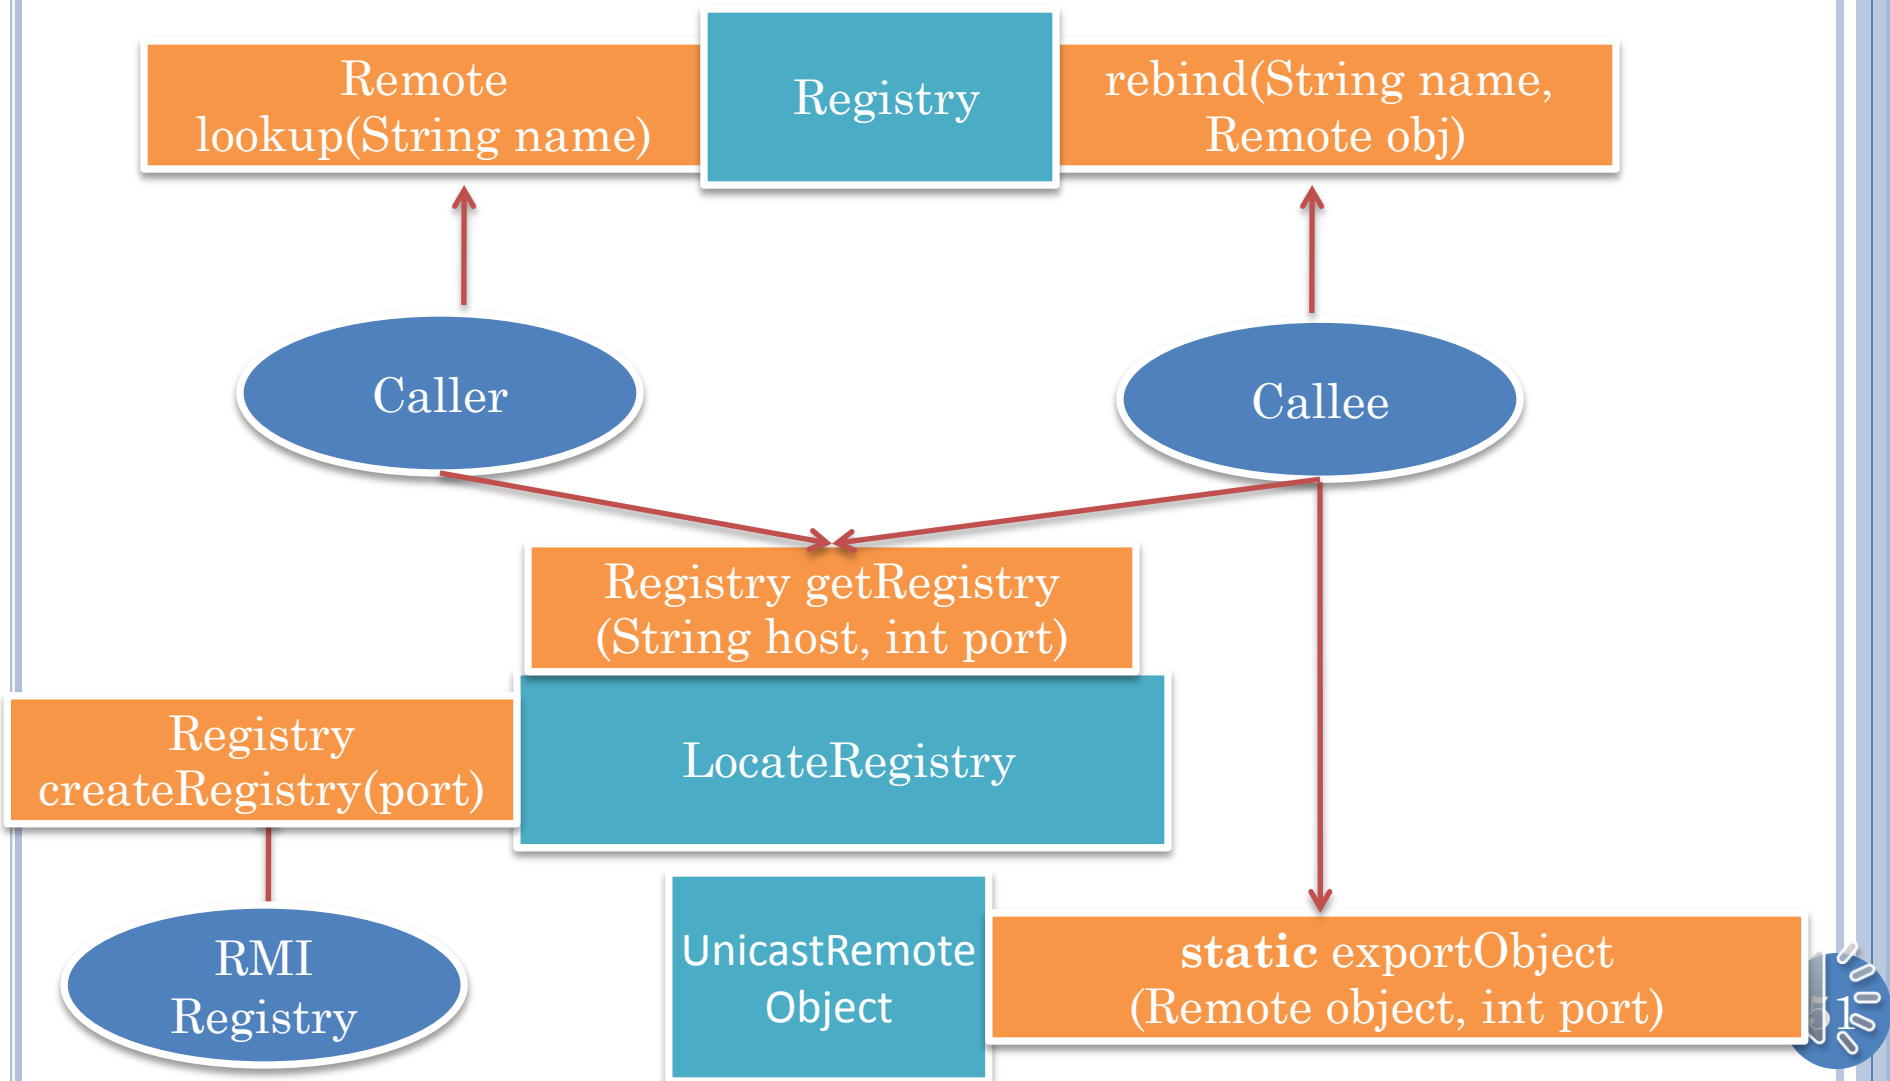 Remote
lookup(String name)
Registry
rebind(String name,
Remote obj)
Caller
Callee
Registry getRegistry
(String host, int port)
Registry
createRegistry(port)
LocateRegistry
RMI
Registry
UnicastRemote
Object
static exportObject
(Remote object, int port)
51